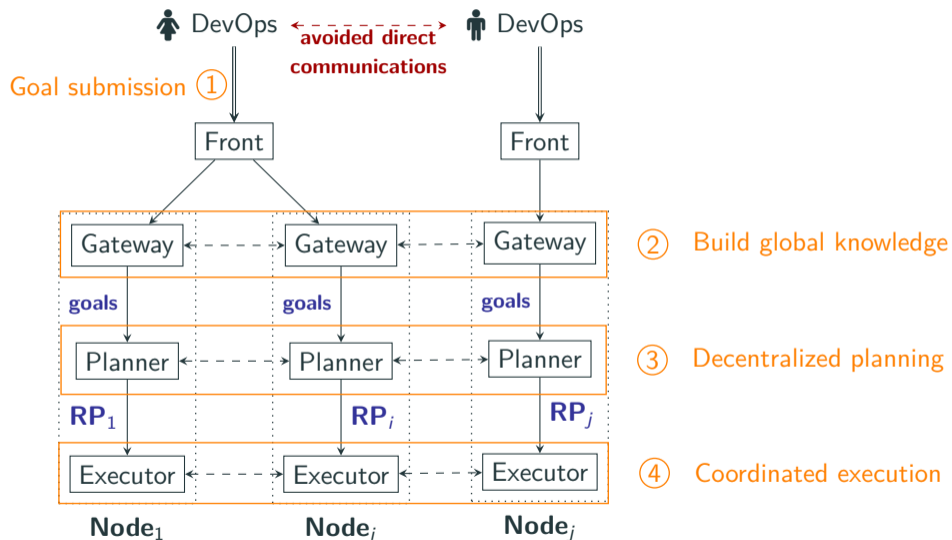 DevOps
DevOps
avoided direct
communications
Goal submission 1
Front
Front
Gateway
Gateway
Gateway
2 Build global knowledge
goals
goals
goals
Planner
Planner
Planner
3 Decentralized planning
RP₁
RPᵢ
RPⱼ
Executor
Executor
Executor
4 Coordinated execution
Node₁
Nodeᵢ
Nodeⱼ